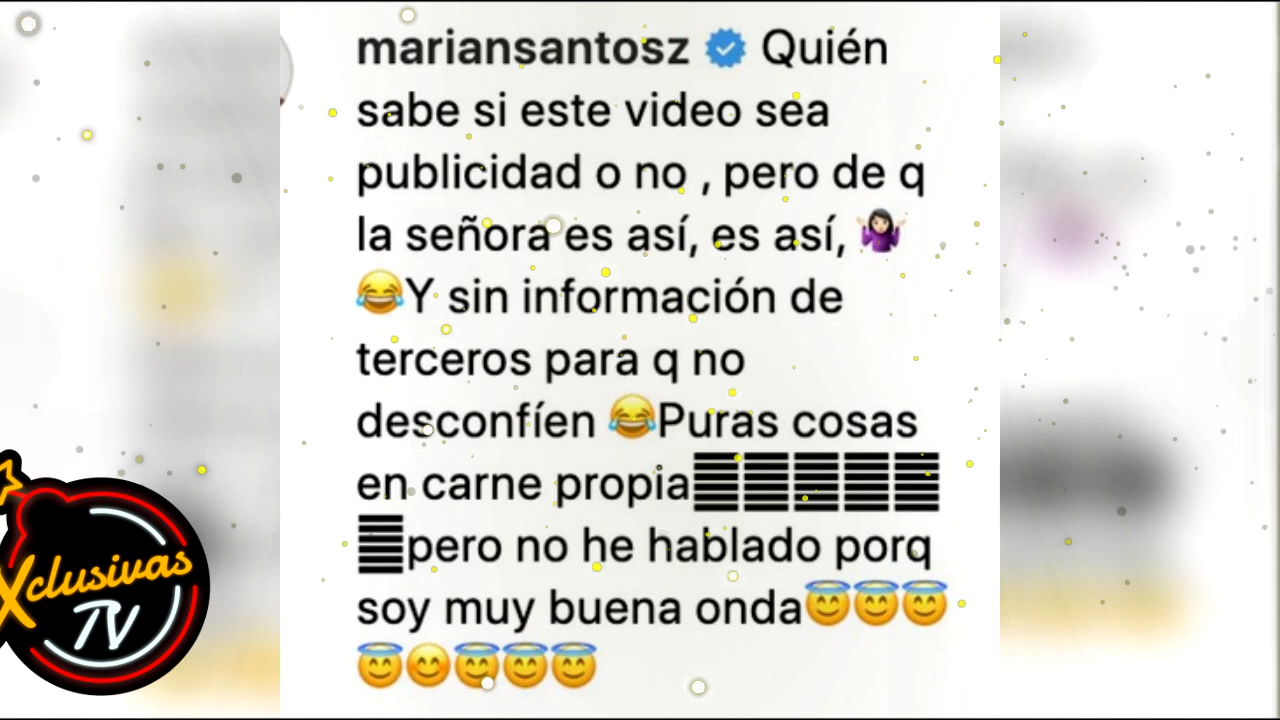 mariansantosz Quién
sabe si este video sea
publicidad o no , pero de q
la señora es así, es así, 🤷🏻‍♀️
😂Y sin información de
terceros para q no
desconfíen 😂Puras cosas
en carne propia𝌆𝌆𝌆𝌆𝌆
𝌆pero no he hablado porq
soy muy buena onda😇😇😇
😇😊😇😇😇
Xclusivas
TV